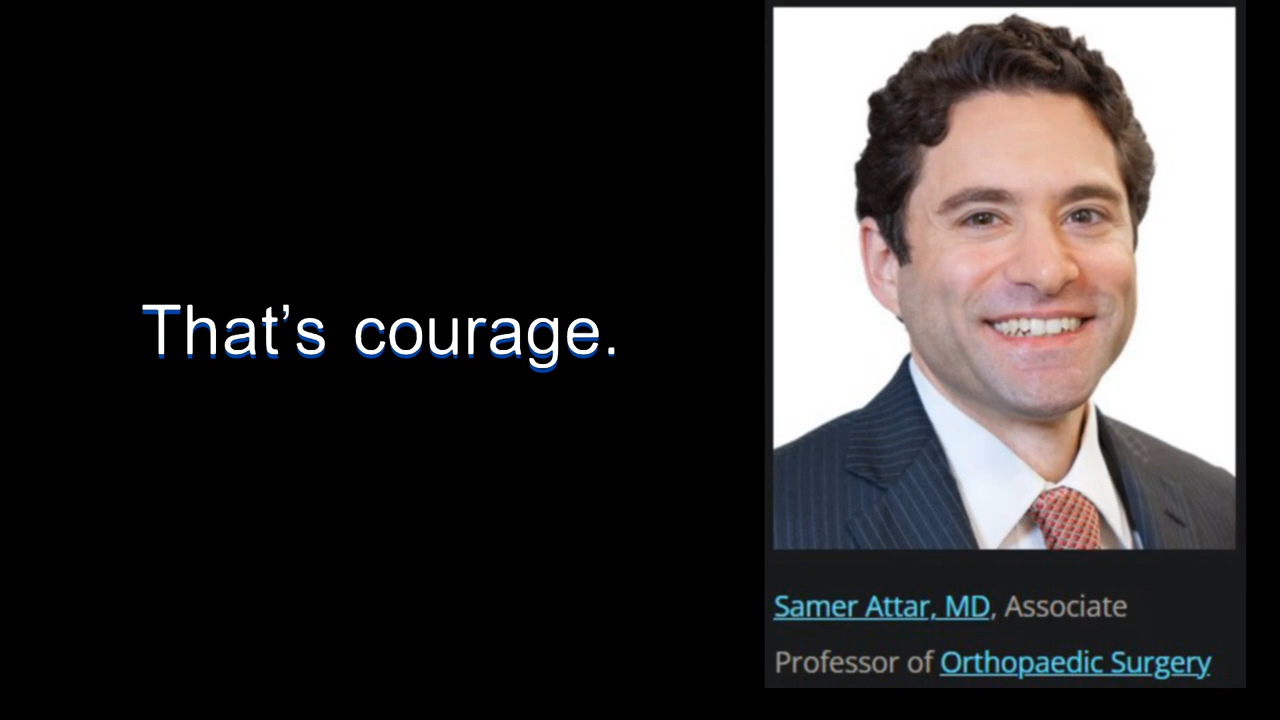 That’s courage.
Samer Attar, MD, Associate
Professor of Orthopaedic Surgery